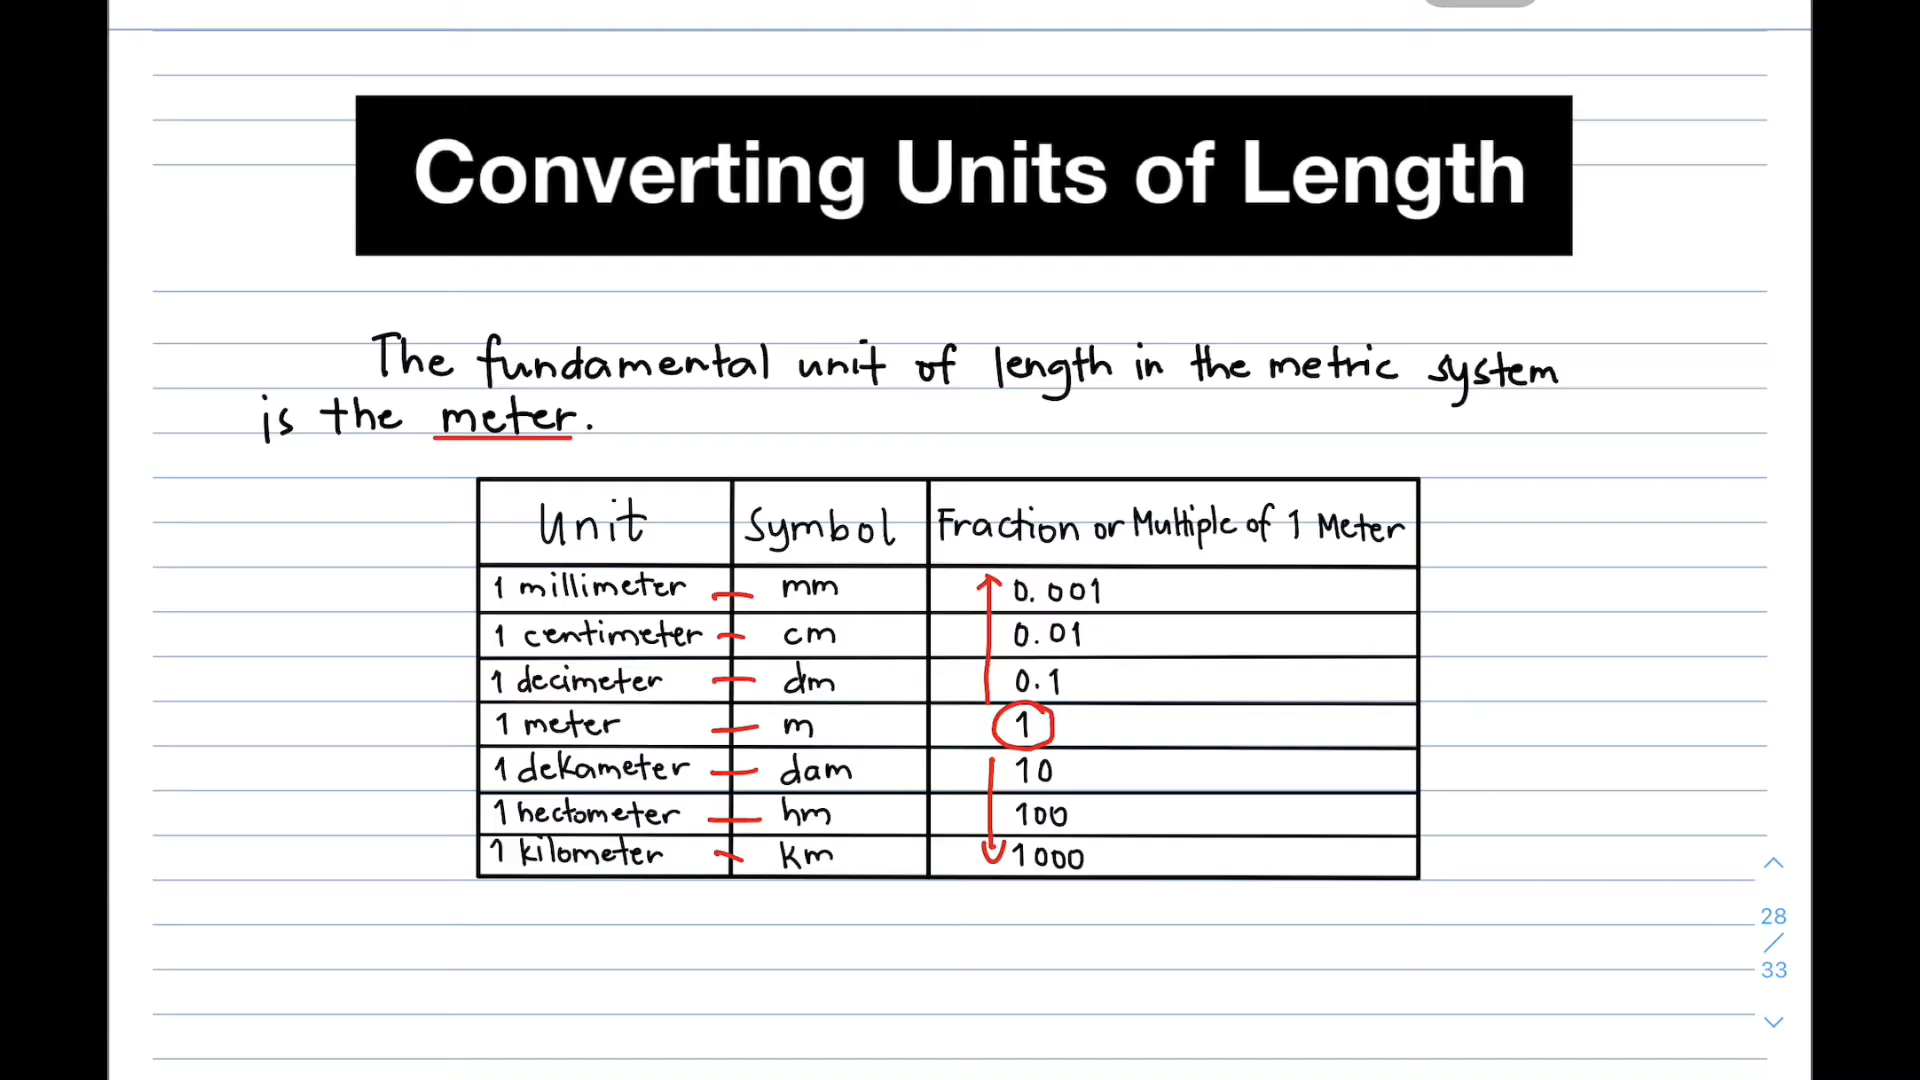 Converting Units of Length
The fundamental unit of length in the metric system
is the meter.
Unit Symbol Fraction or Multiple of 1 Meter
1 millimeter mm 0.001
1 centimeter cm 0.01
1 decimeter dm 0.1
1 meter m 1
1 dekameter dam 10
1 hectometer hm 100
1 kilometer km 1000
28
/
33